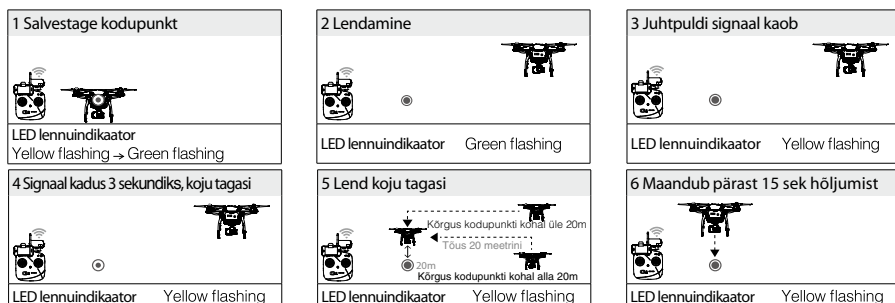 1 Salvestage kodupunkt
LED lennuindikaator
Yellow flashing → Green flashing
2 Lendamine
LED lennuindikaator Green flashing
3 Juhtpuldi signaal kaob
LED lennuindikaator Yellow flashing
4 Signaal kadus 3 sekundiks, koju tagasi
LED lennuindikaator Yellow flashing
5 Lend koju tagasi
Kõrgus kodupunkti kohal üle 20m
Tõus 20 meetrini
20m
Kõrgus kodupunkti kohal alla 20m
LED lennuindikaator Yellow flashing
6 Maandub pärast 15 sek hõljumist
LED lennuindikaator Yellow flashing